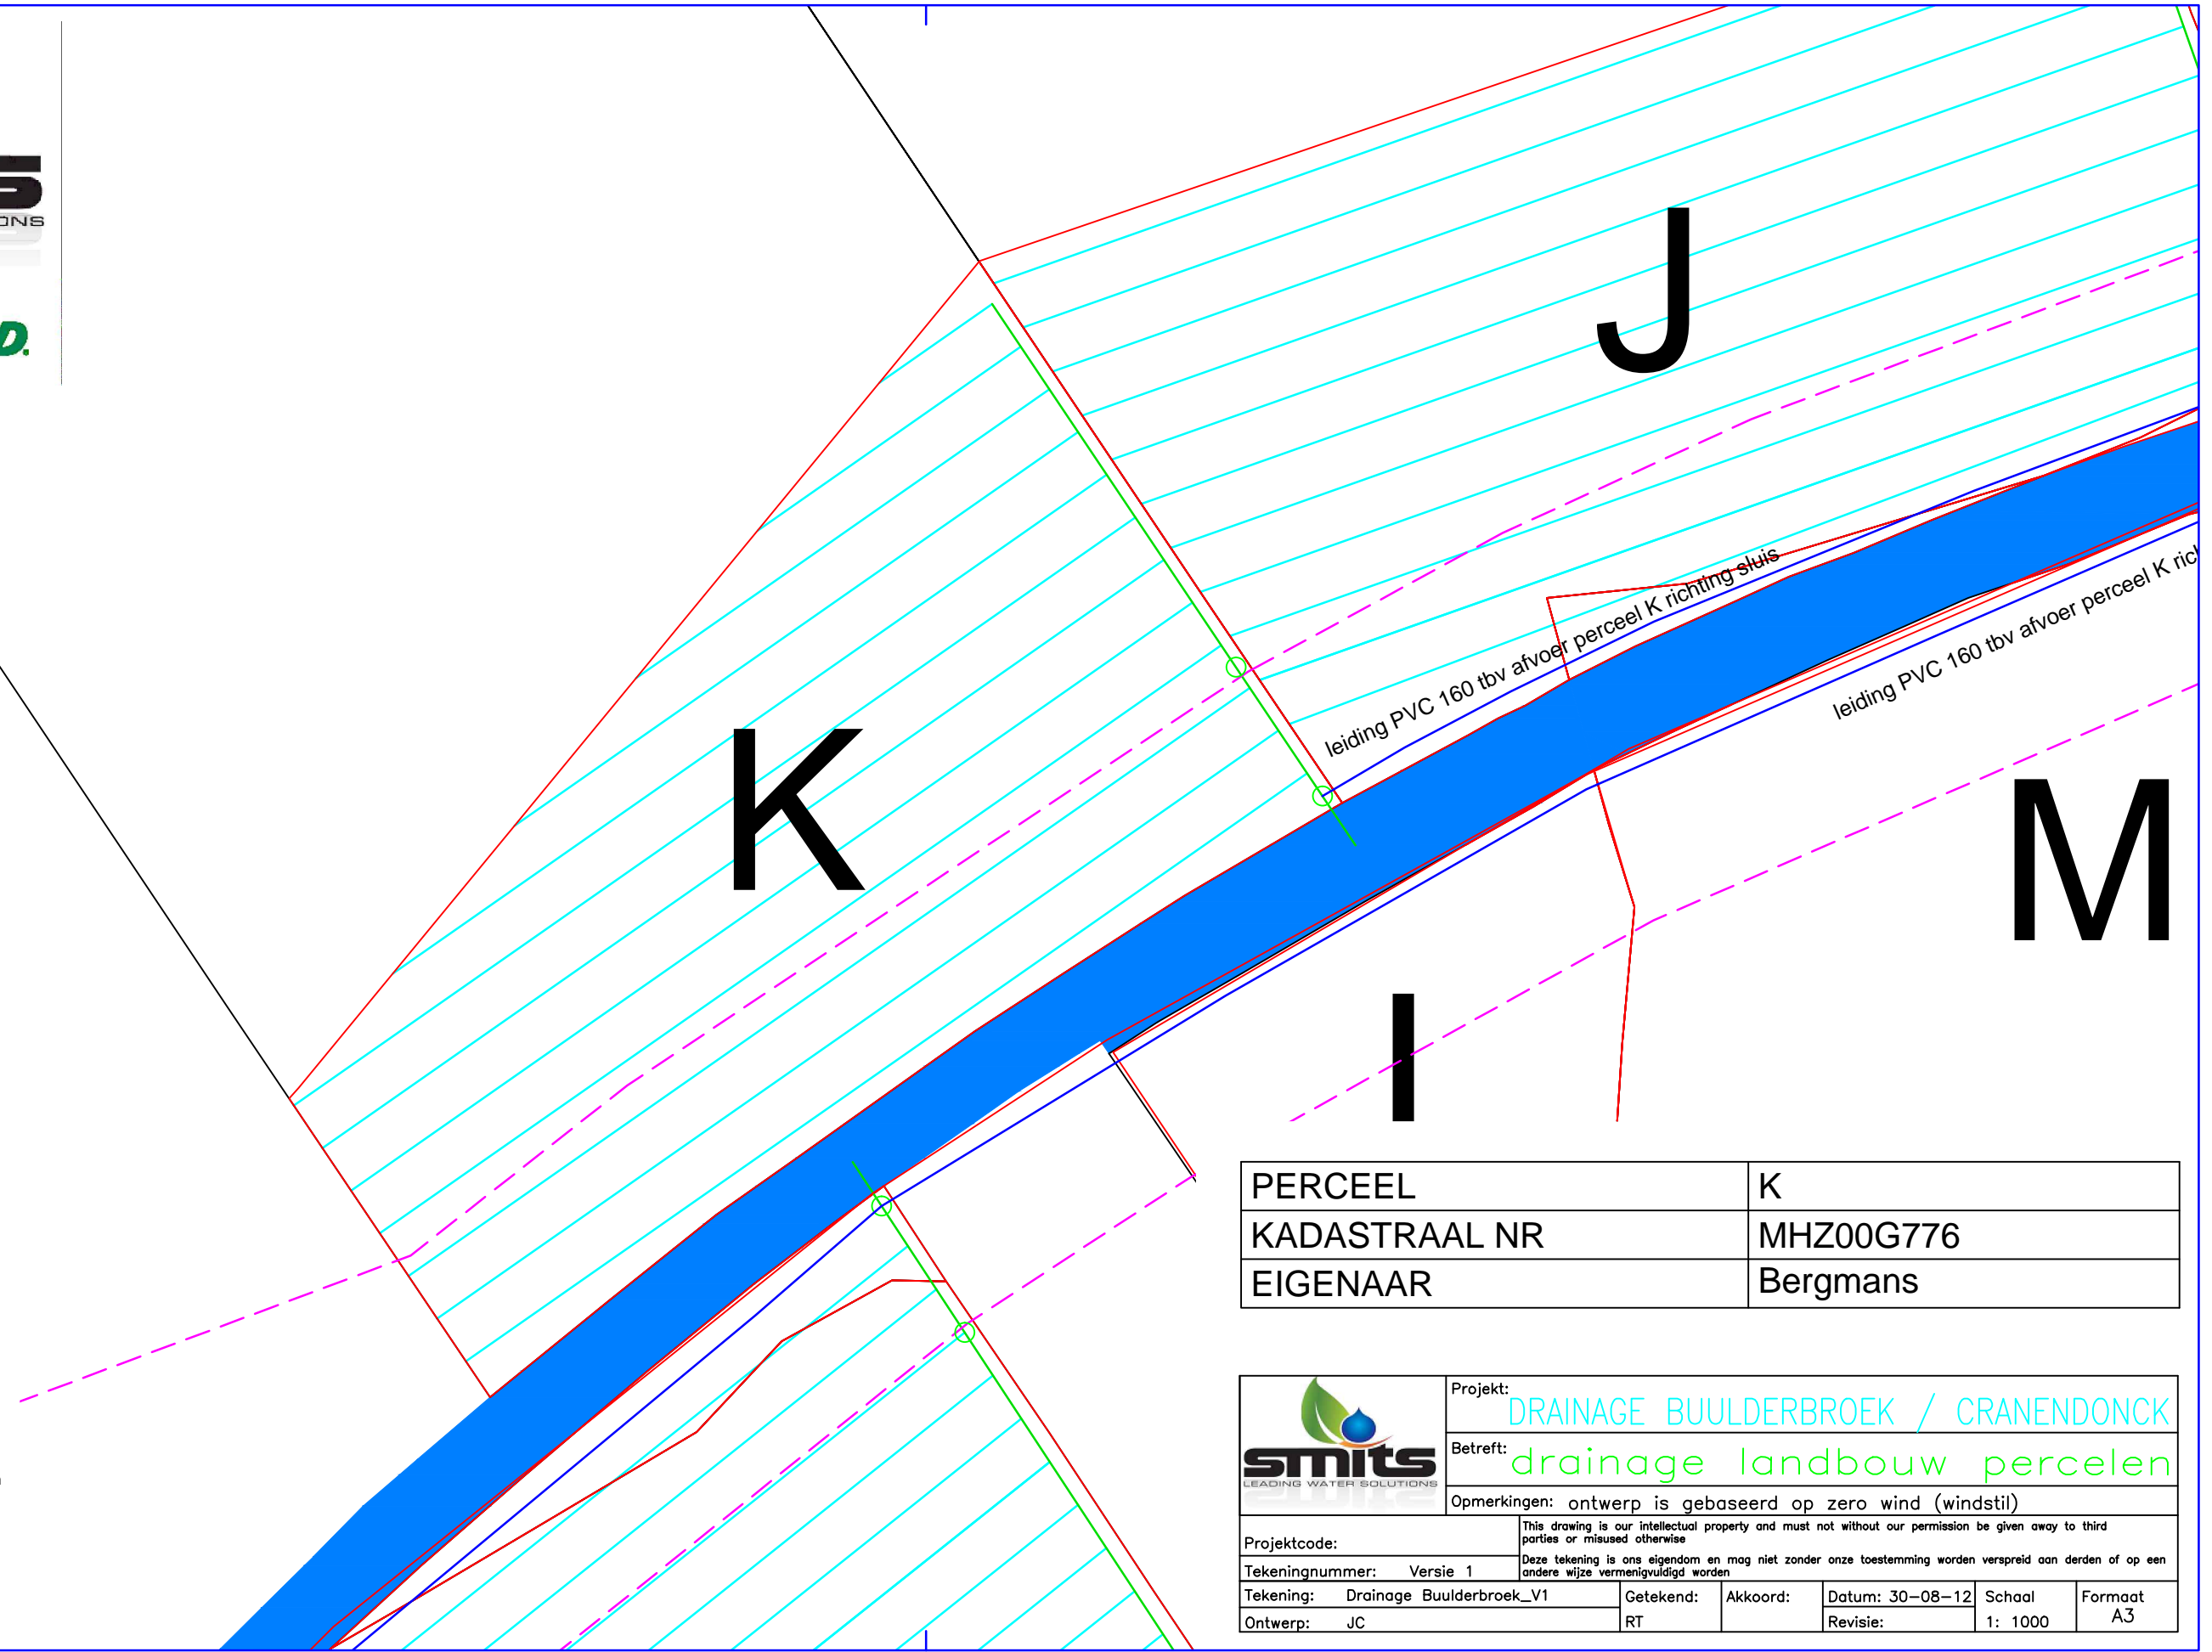 ONS
D.
J
leiding PVC 160 tbv afvoer perceel K richting sluis
leiding PVC 160 tbv afvoer perceel K
K
M
I
PERCEEL K
KADASTRAAL NR MHZ00G776
EIGENAAR Bergmans
smits
LEADING WATER SOLUTIONS
Projekt: DRAINAGE BUULDERBROEK / CRANENDONCK
Betreft: drainage landbouw percelen
Opmerkingen: ontwerp is gebaseerd op zero wind (windstil)
Projektcode:
This drawing is our intellectual property and must not without our permission be given away to third
parties or misused otherwise
Deze tekening is ons eigendom en mag niet zonder onze toestemming worden verspreid aan derden of op een
andere wijze vermenigvuldigd worden
Tekeningnummer: Versie 1
Tekening: Drainage Buulderbroek_V1
Getekend: Akkoord: Datum: 30-08-12 Schaal Formaat
Ontwerp: JC
RT Revisie: 1: 1000 A3